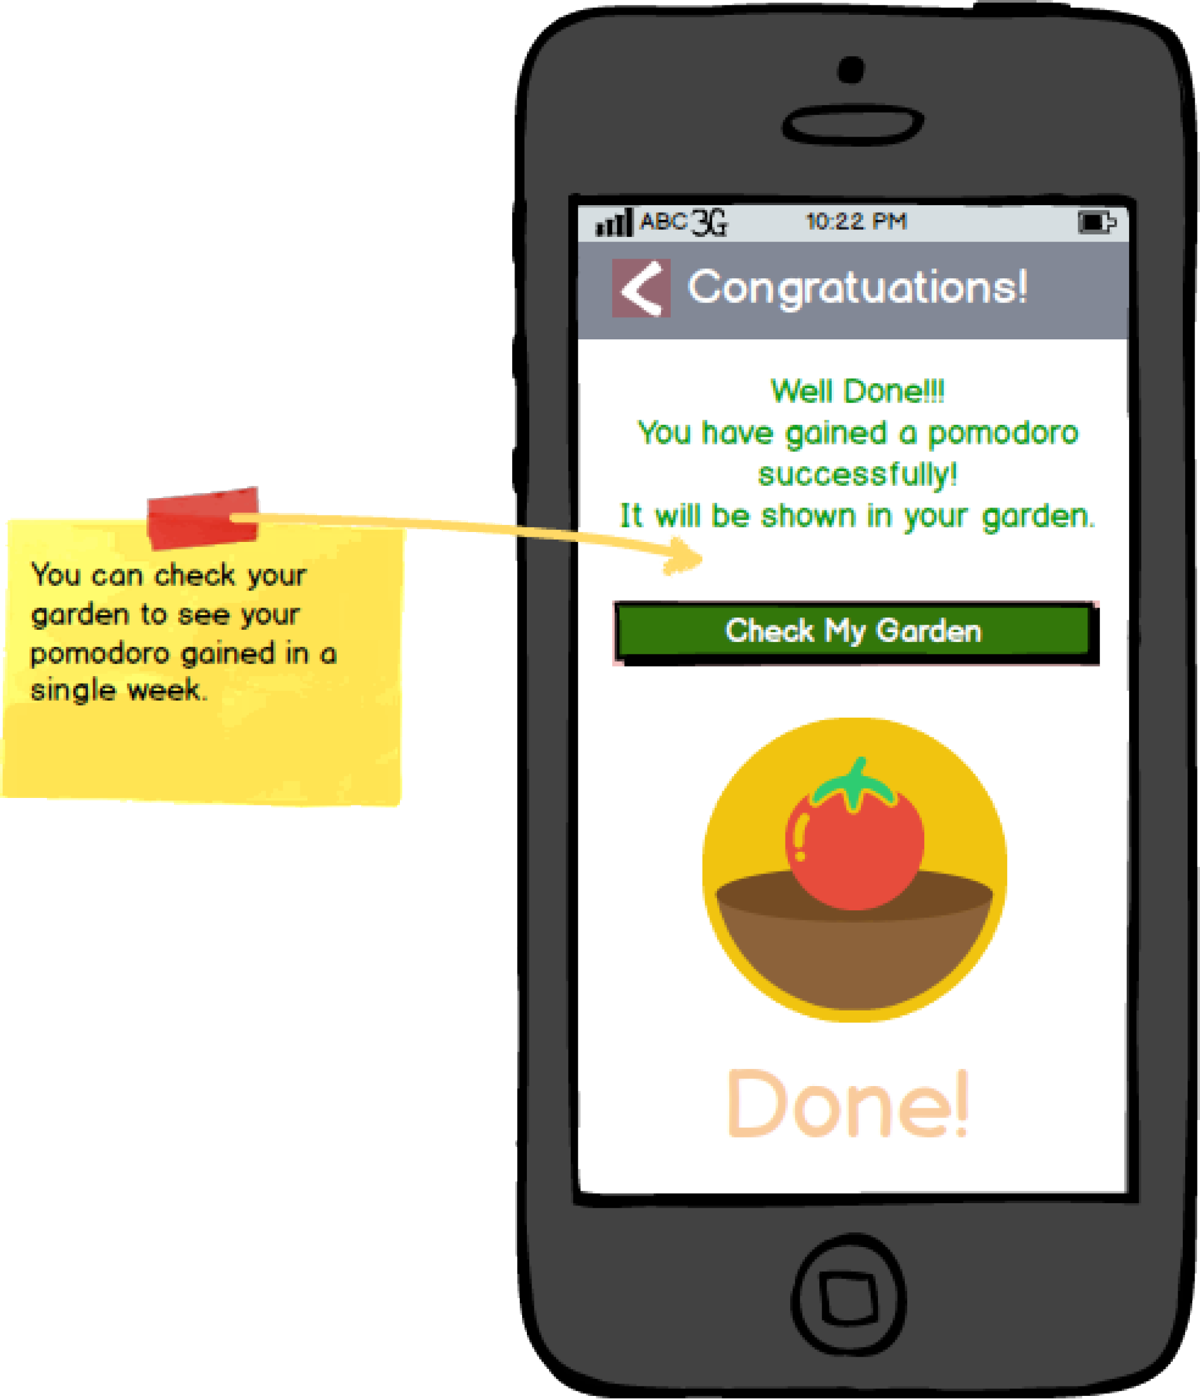 ABC 3G 10:22 PM
Congratuations!
Well Done!!!
You have gained a pomodoro
successfully!
It will be shown in your garden.
Check My Garden
Done!
You can check your
garden to see your
pomodoro gained in a
single week.